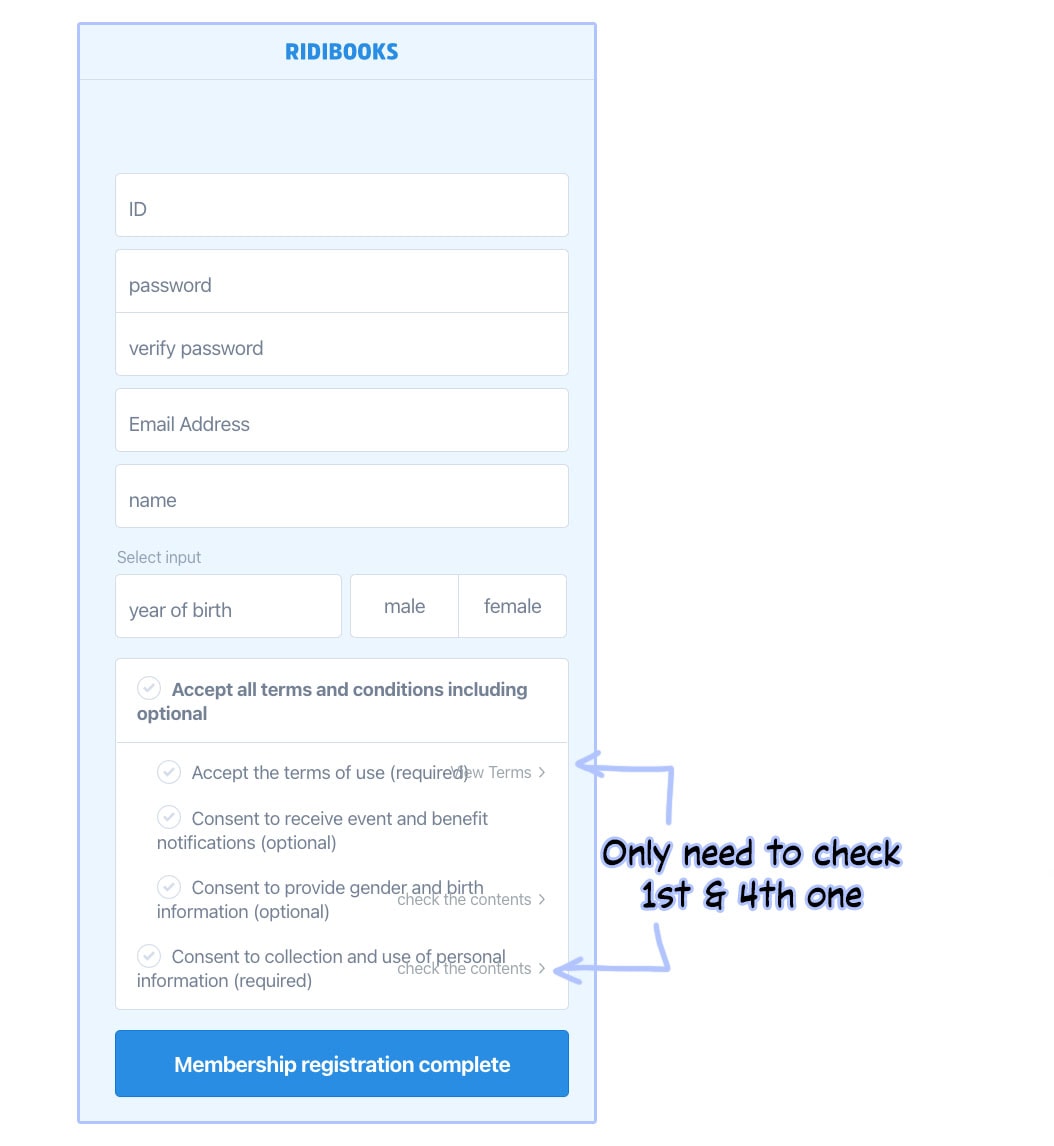 RIDIBOOKS
ID
password
verify password
Email Address
name
Select input
year of birth
male
female
Accept all terms and conditions including
optional
Accept the terms of use (required)
View Terms >
Consent to receive event and benefit
notifications (optional)
Consent to provide gender and birth
information (optional)
check the contents >
Consent to collection and use of personal
information (required)
check the contents >
Only need to check
1st & 4th one
Membership registration complete